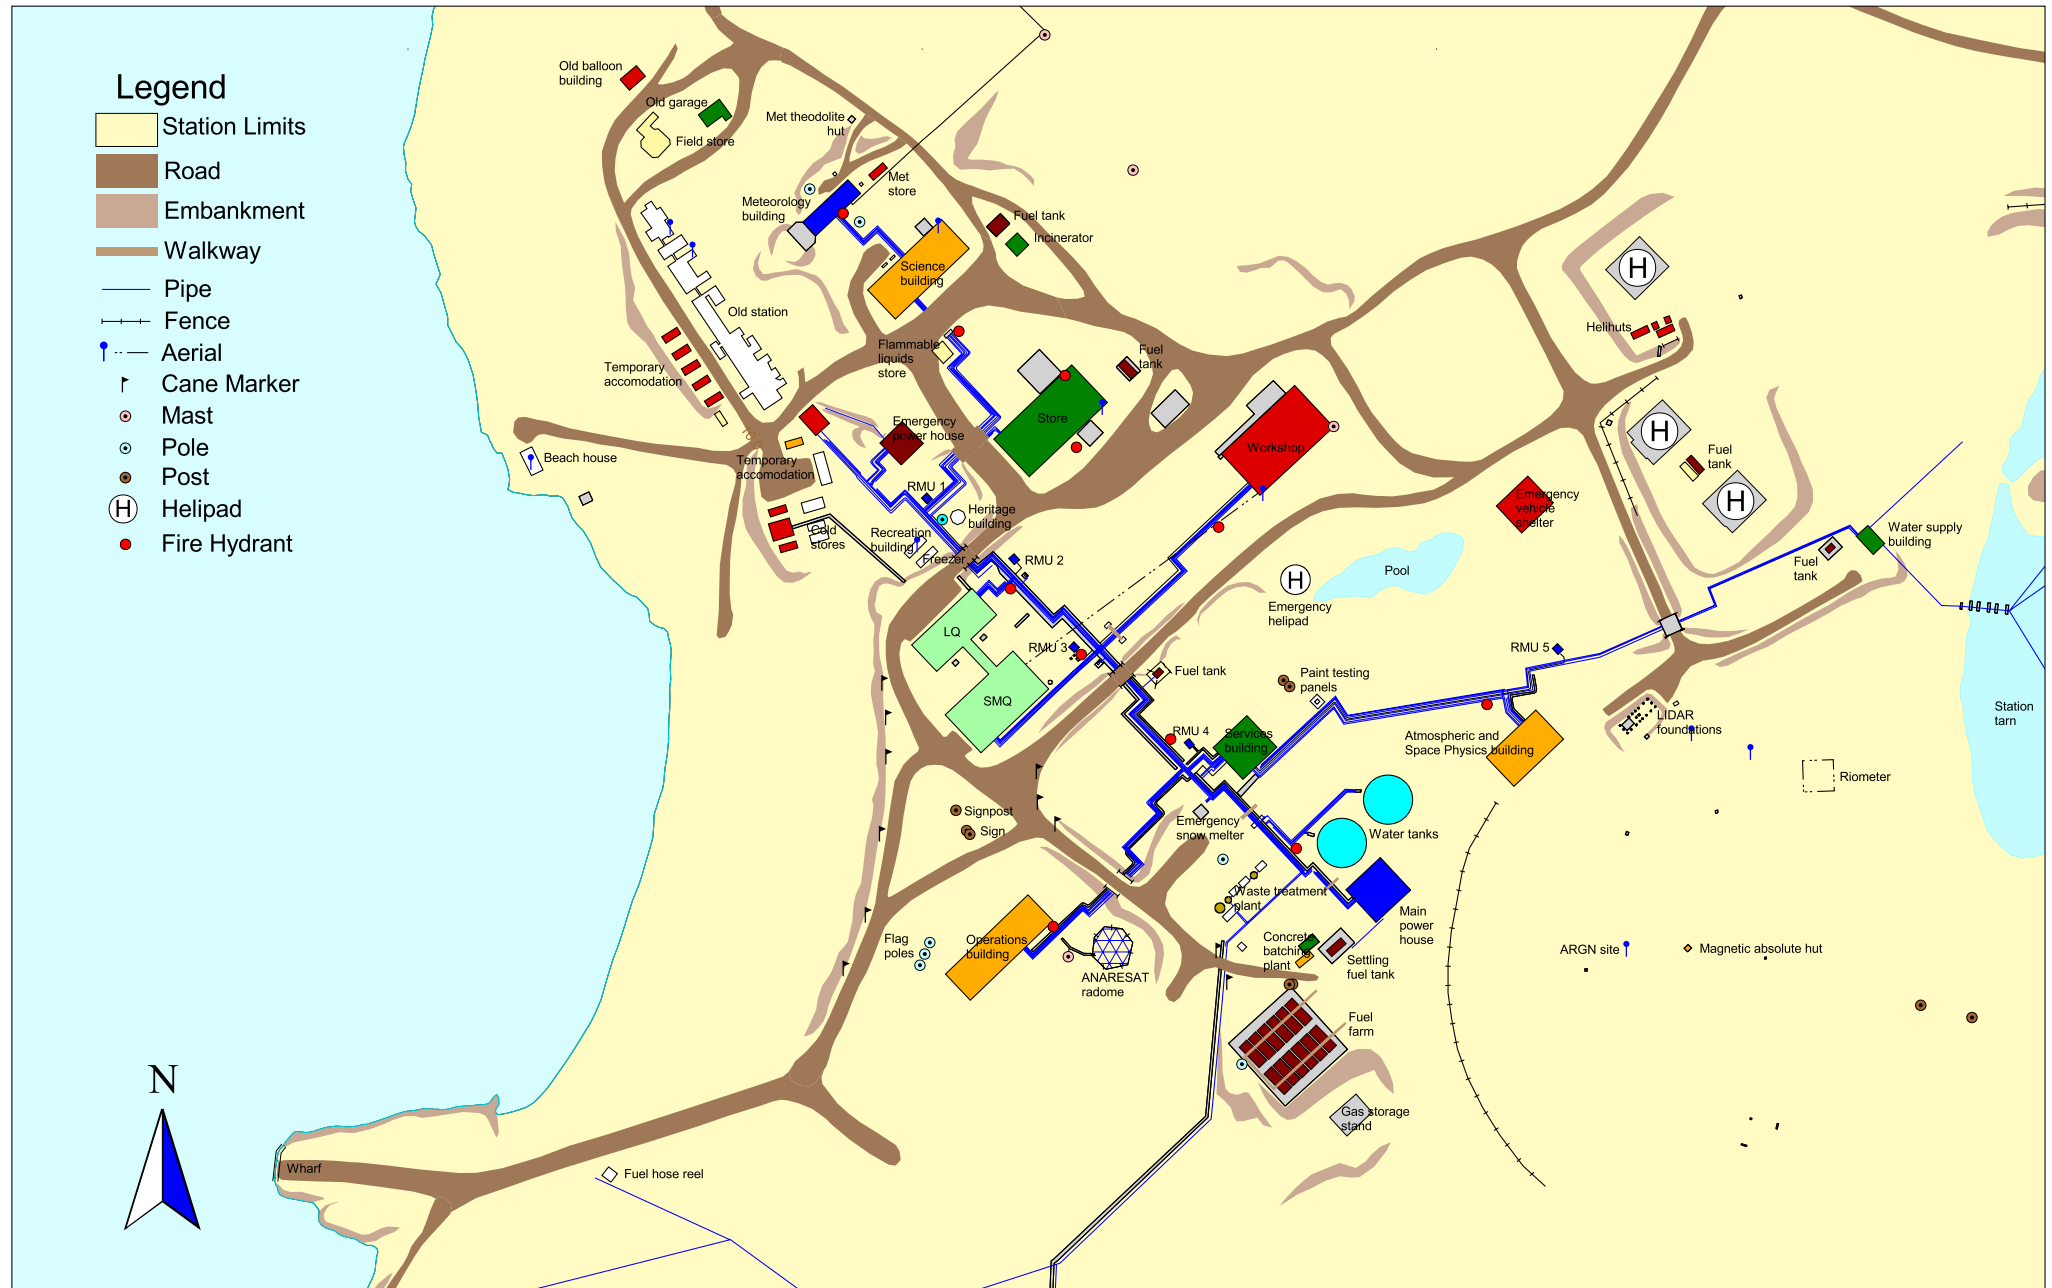 Legend
Station Limits
Road
Embankment
Walkway
Pipe
Fence
Aerial
Cane Marker
Mast
Pole
Post
H
Helipad
Fire Hydrant
N
Old balloon
building
Old garage
Field store
Met theodolite
hut
Met
store
Meteorology
building
Fuel tank
Incinerator
Science
building
Old station
Flammable
liquids
store
Fuel
tank
Temporary
accomodation
Store
Emergency
power house
Workshop
Beach house
Temporary
accomodation
RMU 1
Heritage
building
Cold
stores
Recreation
building
Freezer
RMU 2
H
Helihuts
H
Fuel
tank
H
Emergency
vehicle
shelter
Water supply
building
Fuel
tank
Pool
H
Emergency
helipad
LQ
RMU 3
SMQ
Fuel tank
RMU 5
Paint testing
panels
RMU 4
Services
building
Atmospheric and
Space Physics building
LIDAR
foundations
Station
tarn
Riometer
Signpost
Sign
Emergency
snow melter
Water tanks
Waste treatment
plant
Main
power
house
Flag
poles
Operations
building
ANARESAT
radome
Concrete
batching
plant
Settling
fuel tank
ARGN site
Magnetic absolute hut
Fuel
farm
Gas storage
stand
Wharf
Fuel hose reel